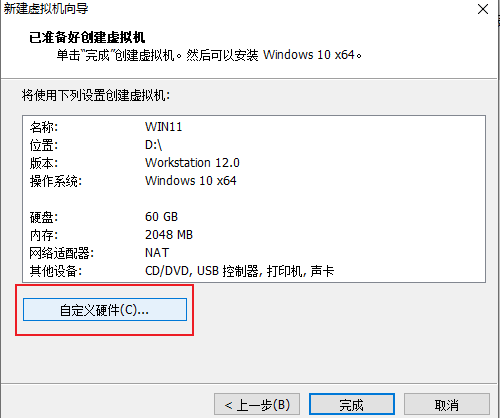 新建虚拟机向导
已准备好创建虚拟机
单击“完成”创建虚拟机。然后可以安装 Windows 10 x64。
将使用下列设置创建虚拟机:
名称: WIN11
位置: D:\
版本: Workstation 12.0
操作系统: Windows 10 x64
硬盘: 60 GB
内存: 2048 MB
网络适配器: NAT
其他设备: CD/DVD, USB 控制器, 打印机, 声卡
自定义硬件(C)...
< 上一步(B)
完成
取消